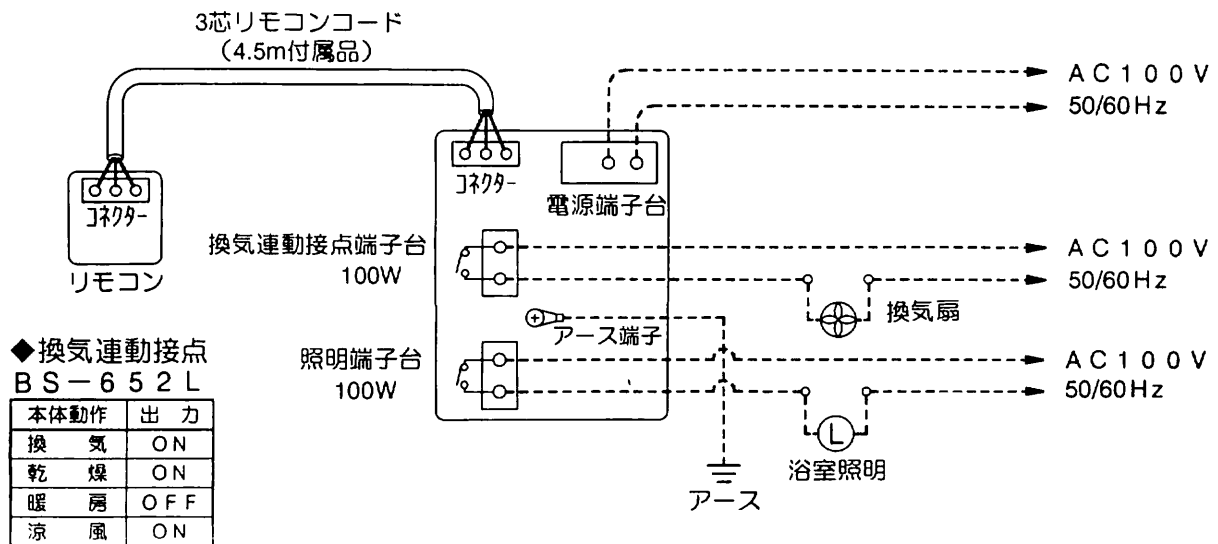 3芯リモコンコード
（4.5m付属品）
AC100V
50/60Hz
コネクター
電源端子台
コネクター
リモコン
換気連動接点端子台
100W
AC100V
50/60Hz
換気扇
アース端子
照明端子台
100W
AC100V
50/60Hz
L
浴室照明
アース
◆換気連動接点
BS-652L
本体動作 出力
換気 ON
乾燥 ON
暖房 OFF
涼風 ON